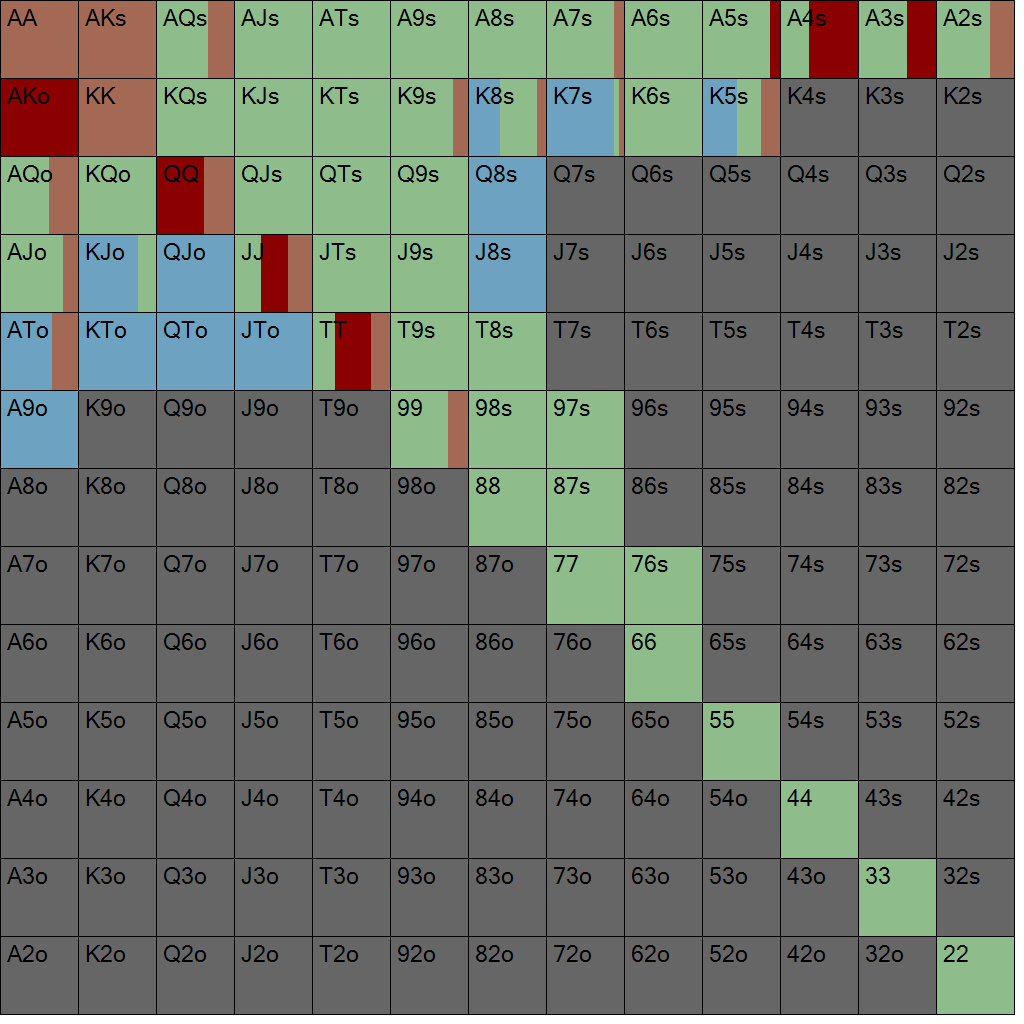 AA AKs AQs AJs ATs A9s A8s A7s A6s A5s A4s A3s A2s
AKo KK KQs KJs KTs K9s K8s K7s K6s K5s K4s K3s K2s
AQo KQo QQ QJs QTs Q9s Q8s Q7s Q6s Q5s Q4s Q3s Q2s
AJo KJo QJo JJ JTs J9s J8s J7s J6s J5s J4s J3s J2s
ATo KTo QTo JTo TT T9s T8s T7s T6s T5s T4s T3s T2s
A9o K9o Q9o J9o T9o 99 98s 97s 96s 95s 94s 93s 92s
A8o K8o Q8o J8o T8o 98o 88 87s 86s 85s 84s 83s 82s
A7o K7o Q7o J7o T7o 97o 87o 77 76s 75s 74s 73s 72s
A6o K6o Q6o J6o T6o 96o 86o 76o 66 65s 64s 63s 62s
A5o K5o Q5o J5o T5o 95o 85o 75o 65o 55 54s 53s 52s
A4o K4o Q4o J4o T4o 94o 84o 74o 64o 54o 44 43s 42s
A3o K3o Q3o J3o T3o 93o 83o 73o 63o 53o 43o 33 32s
A2o K2o Q2o J2o T2o 92o 82o 72o 62o 52o 42o 32o 22